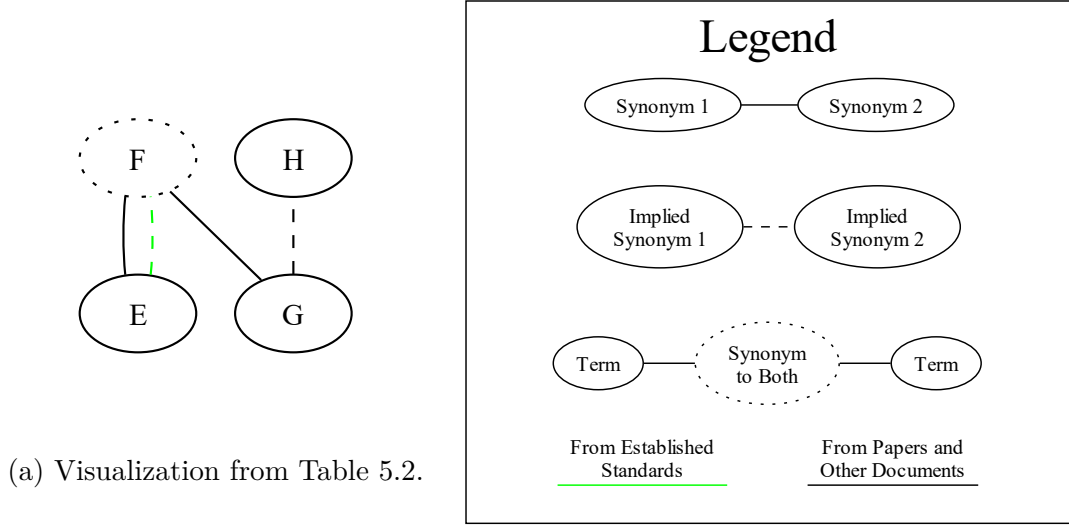 F
H
E
G
(a) Visualization from Table 5.2.
Legend
Synonym 1
Synonym 2
Implied
Synonym 1
Implied
Synonym 2
Term
Synonym
to Both
Term
From Established
Standards
From Papers and
Other Documents